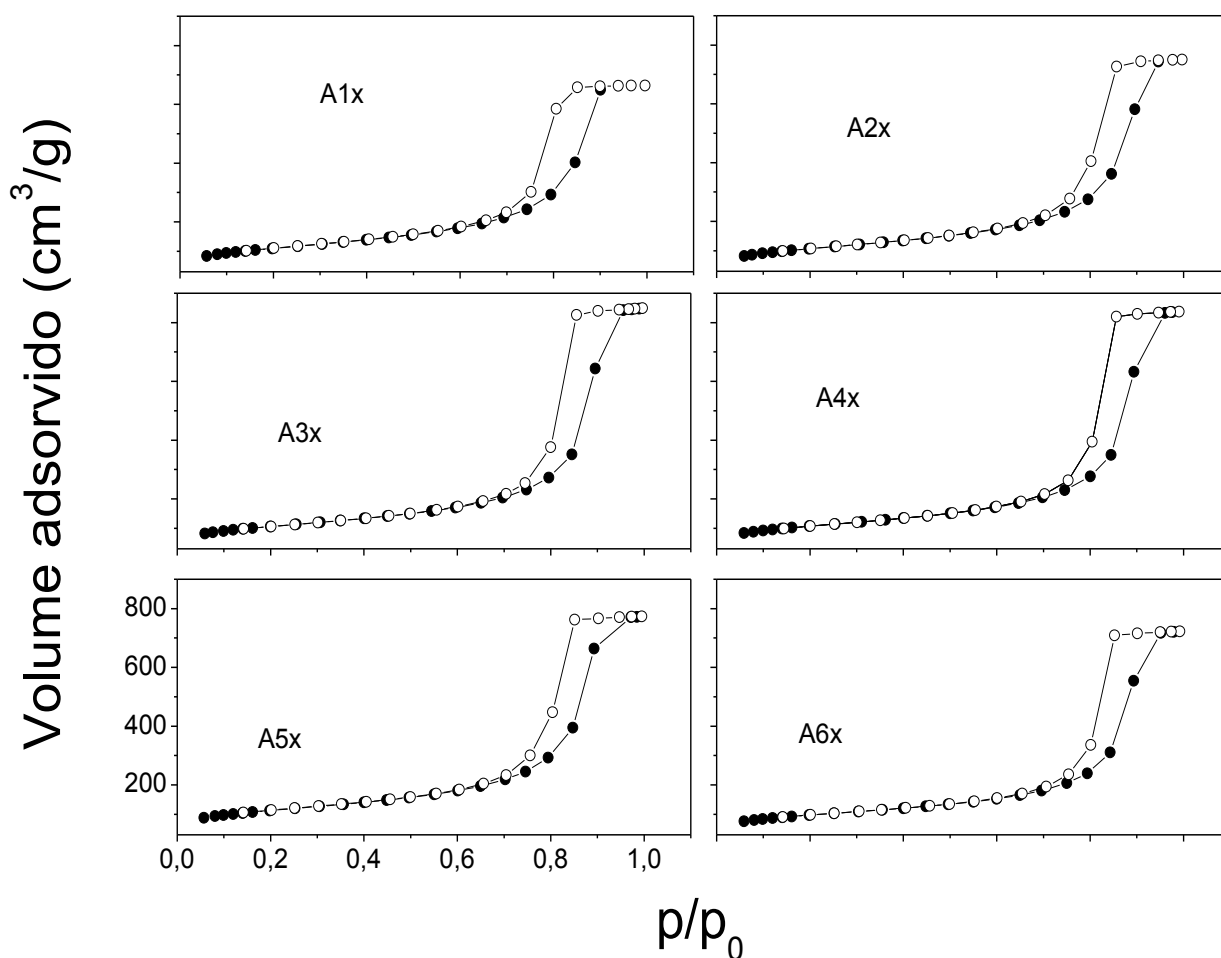 Volume adsorvido (cm³/g)
A1x
A2x
A3x
A4x
A5x
A6x
800
600
400
200
0,0 0,2 0,4 0,6 0,8 1,0
p/p₀